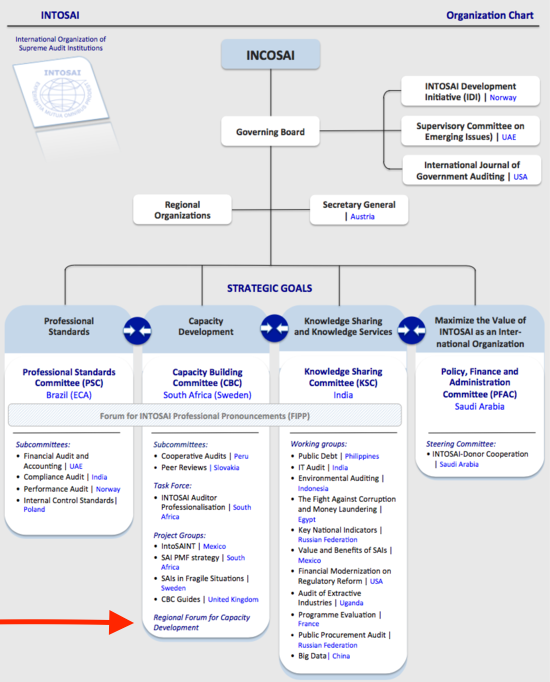 INTOSAI
Organization Chart
International Organization of
Supreme Audit Institutions
INTOSAI
INCOSAI
INTOSAI Development
Initiative (IDI) | Norway
Governing Board
Supervisory Committee on
Emerging Issues) | UAE
International Journal of
Government Auditing | USA
Regional
Organizations
Secretary General
| Austria
STRATEGIC GOALS
Professional
Standards
Capacity
Development
Knowledge Sharing
and Knowledge Services
Maximize the Value of
INTOSAI as an Inter-
national Organization
Professional Standards
Committee (PSC)
Brazil (ECA)
Capacity Building
Committee (CBC)
South Africa (Sweden)
Knowledge Sharing
Committee (KSC)
India
Policy, Finance and
Administration
Committee (PFAC)
Saudi Arabia
Forum for INTOSAI Professional Pronouncements (FIPP)
Subcommittees:
• Financial Audit and
Accounting | UAE
• Compliance Audit | India
• Performance Audit | Norway
• Internal Control Standards|
Poland
Subcommittees:
• Cooperative Audits | Peru
• Peer Reviews | Slovakia
Task Force:
• INTOSAI Auditor
Professionalisation | South
Africa
Project Groups:
• IntoSAINT | Mexico
• SAI PMF strategy | South
Africa
• SAIs in Fragile Situations |
Sweden
• CBC Guides | United Kingdom
Regional Forum for Capacity
Development
Working groups:
• Public Debt | Philippines
• IT Audit | India
• Environmental Auditing |
Indonesia
• The Fight Against Corruption
and Money Laundering |
Egypt
• Key National Indicators |
Russian Federation
• Value and Benefits of SAIs |
Mexico
• Financial Modernization on
Regulatory Reform | USA
• Audit of Extractive
Industries | Uganda
• Programme Evaluation |
France
• Public Procurement Audit |
Russian Federation
• Big Data| China
Steering Committee:
• INTOSAI-Donor Cooperation
| Saudi Arabia